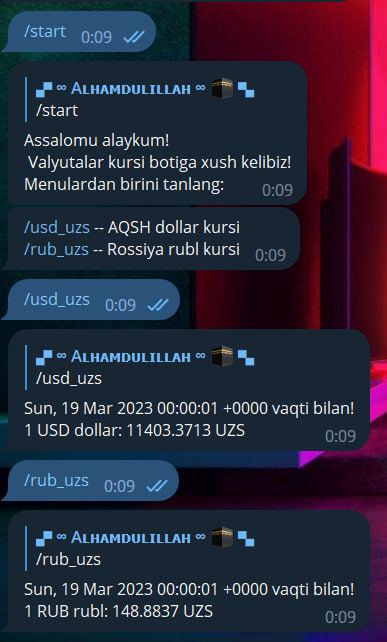 /start 0:09
▞ ∞ Aʟʜᴀᴍᴅᴜʟɪʟʟᴀʜ ∞ 🕋 ▚
/start
Assalomu alaykum!
Valyutalar kursi botiga xush kelibiz!
Menulardan birini tanlang: 0:09
/usd_uzs -- AQSH dollar kursi
/rub_uzs -- Rossiya rubl kursi 0:09
/usd_uzs 0:09
▞ ∞ Aʟʜᴀᴍᴅᴜʟɪʟʟᴀʜ ∞ 🕋 ▚
/usd_uzs
Sun, 19 Mar 2023 00:00:01 +0000 vaqti bilan!
1 USD dollar: 11403.3713 UZS 0:09
/rub_uzs 0:09
▞ ∞ Aʟʜᴀᴍᴅᴜʟɪʟʟᴀʜ ∞ 🕋 ▚
/rub_uzs
Sun, 19 Mar 2023 00:00:01 +0000 vaqti bilan!
1 RUB rubl: 148.8837 UZS 0:09